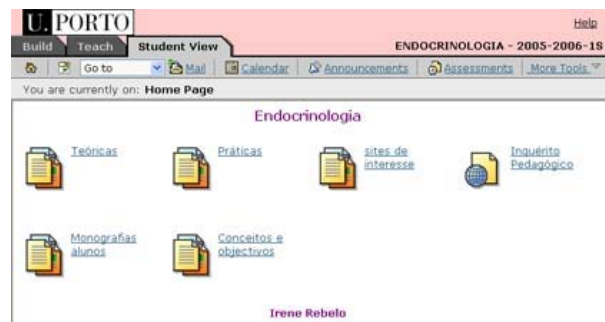 U. PORTO
Help
Build Teach Student View ENDOCRINOLOGIA - 2005-2006-1S
Go to Mail Calendar Announcements Assessments More Tools
You are currently on: Home Page
Endocrinologia
Teóricas Práticas sites de interesse Inquérito Pedagógico
Monografias alunos Conceitos e objectivos
Irene Rebelo